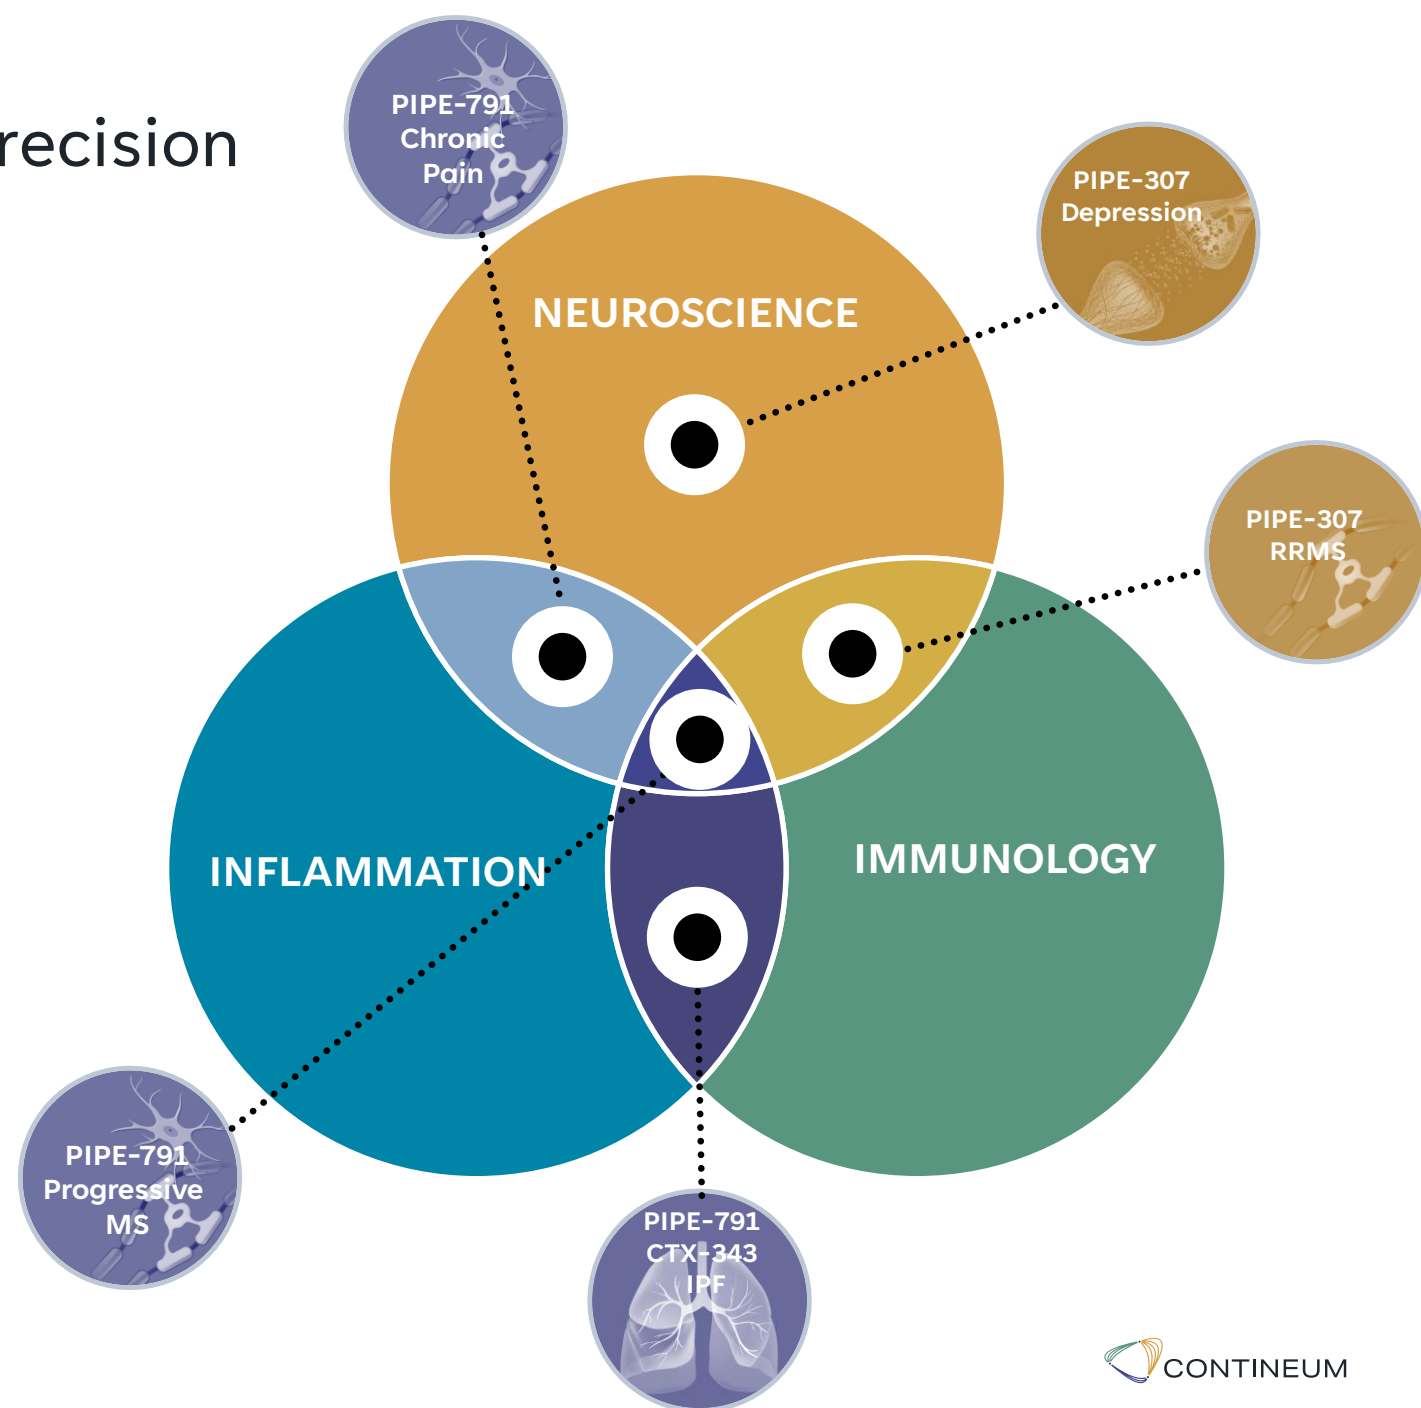 recision
PIPE-791
Chronic
Pain
PIPE-307
Depression
NEUROSCIENCE
PIPE-307
RRMS
INFLAMMATION
IMMUNOLOGY
PIPE-791
Progressive
MS
PIPE-791
CTX-343
IPF
CONTINEUM